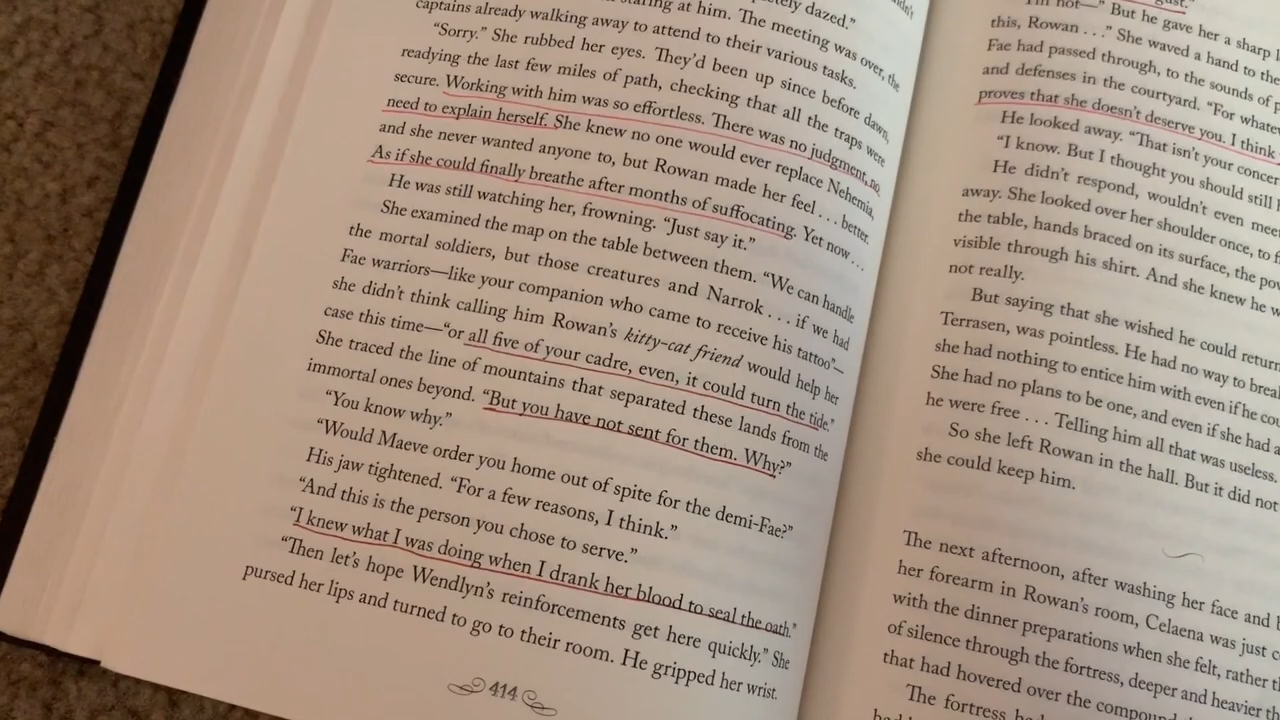 staring at him. The meeting was over, the
captains already walking away to attend to their various tasks.
"Sorry." She rubbed her eyes. They'd been up since before dawn,
readying the last few miles of path, checking that all the traps were
secure. Working with him was so effortless. There was no judgment, no
need to explain herself. She knew no one would ever replace Nehemia,
and she never wanted anyone to, but Rowan made her feel . . . better.
As if she could finally breathe after months of suffocating. Yet now . . .
He was still watching her, frowning. "Just say it."
She examined the map on the table between them. "We can handle
the mortal soldiers, but those creatures and Narrok . . . if we had
Fae warriors—like your companion who came to receive his tattoo"—
she didn't think calling him Rowan's kitty-cat friend would help her
case this time—"or all five of your cadre, even, it could turn the tide."
She traced the line of mountains that separated these lands from the
immortal ones beyond. "But you have not sent for them. Why?"
"You know why."
"Would Maeve order you home out of spite for the demi-Fae?"
His jaw tightened. "For a few reasons, I think."
"And this is the person you chose to serve."
"I knew what I was doing when I drank her blood to seal the oath."
"Then let's hope Wendlyn's reinforcements get here quickly." She
pursed her lips and turned to go to their room. He gripped her wrist.
414
"I'm not—" But he gave her a sharp
this, Rowan . . ." She waved a hand to the
Fae had passed through, to the sounds of
and defenses in the courtyard. "For
proves that she doesn't deserve you. I think
He looked away. "That isn't your
"I know. But I thought you should still
He didn't respond, wouldn't even
away. She looked over her shoulder once, to
the table, hands braced on its surface, the
visible through his shirt. And she knew he
not really.
But saying that she wished he could return
Terrasen, was pointless. He had no way to
she had nothing to entice him with even if he
She had no plans to be one, and even if she had a
he were free . . . Telling him all that was useless.
So she left Rowan in the hall. But it did not
she could keep him.
The next afternoon, after washing her face and
her forearm in Rowan's room, Celaena was just
with the dinner preparations when she felt, rather
of silence through the fortress, deeper and heavier
that had hovered over the
The fortress